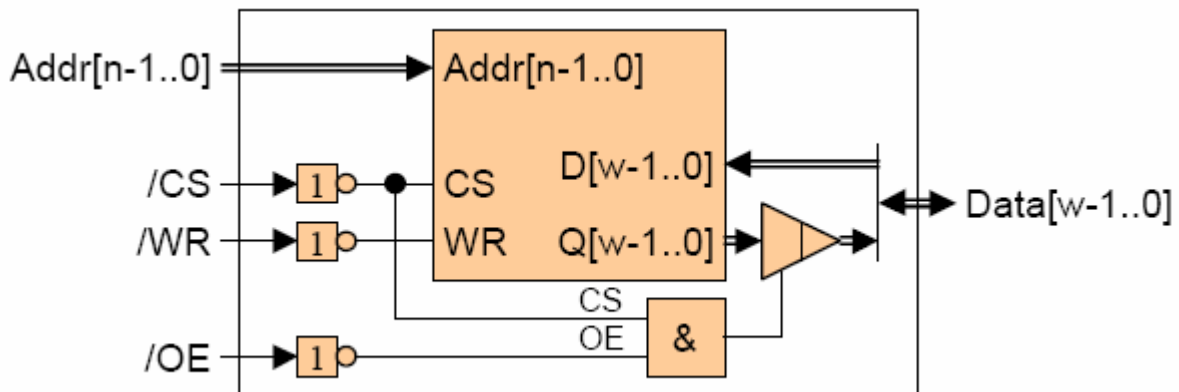 Addr[n-1..0]
Addr[n-1..0]
D[w-1..0]
/CS
1
CS
Data[w-1..0]
/WR
1
WR
Q[w-1..0]
CS
OE
&
/OE
1